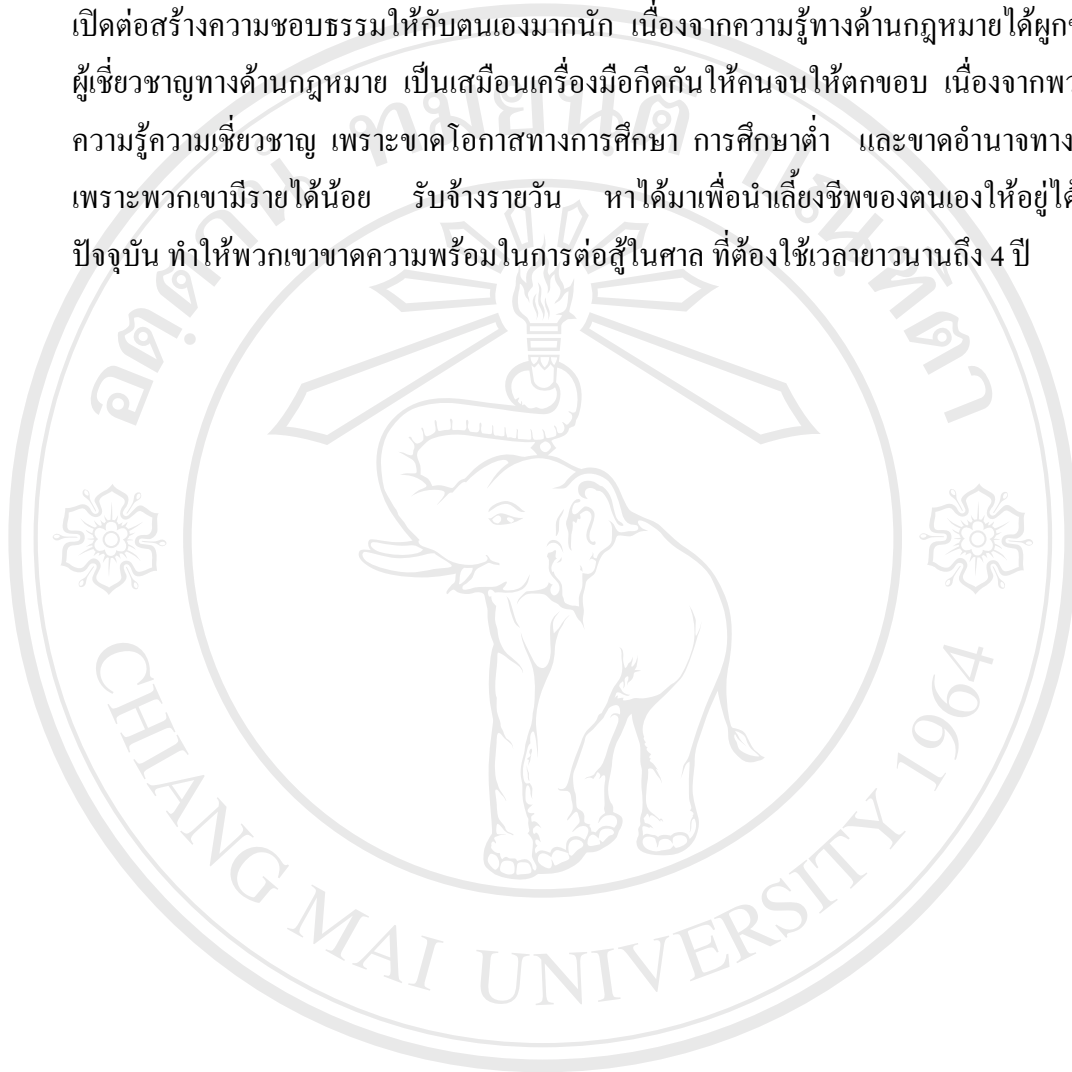 เปิดต่อสร้างความชอบธรรมให้กับตนเองมากนัก เนื่องจากความรู้ทางด้านกฎหมายได้ผูก
ผู้เชี่ยวชาญทางด้านกฎหมาย เป็นเสมือนเครื่องมือกีดกันให้คนจนให้ตกขอบ เนื่องจาก
ความรู้ความเชี่ยวชาญ เพราะขาดโอกาสทางการศึกษา การศึกษาต่ำ และขาดอำนาจทาง
เพราะพวกเขามีรายได้น้อย รับจ้างรายวัน หาได้มาเพื่อนำเลี้ยงชีพของตนเองให้อยู่ได้
ปัจจุบัน ทำให้พวกเขาขาดความพร้อมในการต่อสู้ในศาล ที่ต้องใช้เวลายาวนานถึง 4 ปี
อตฺตานํ ทมยนฺติ ปณฺฑิตา
CHIANG MAI UNIVERSITY 1964